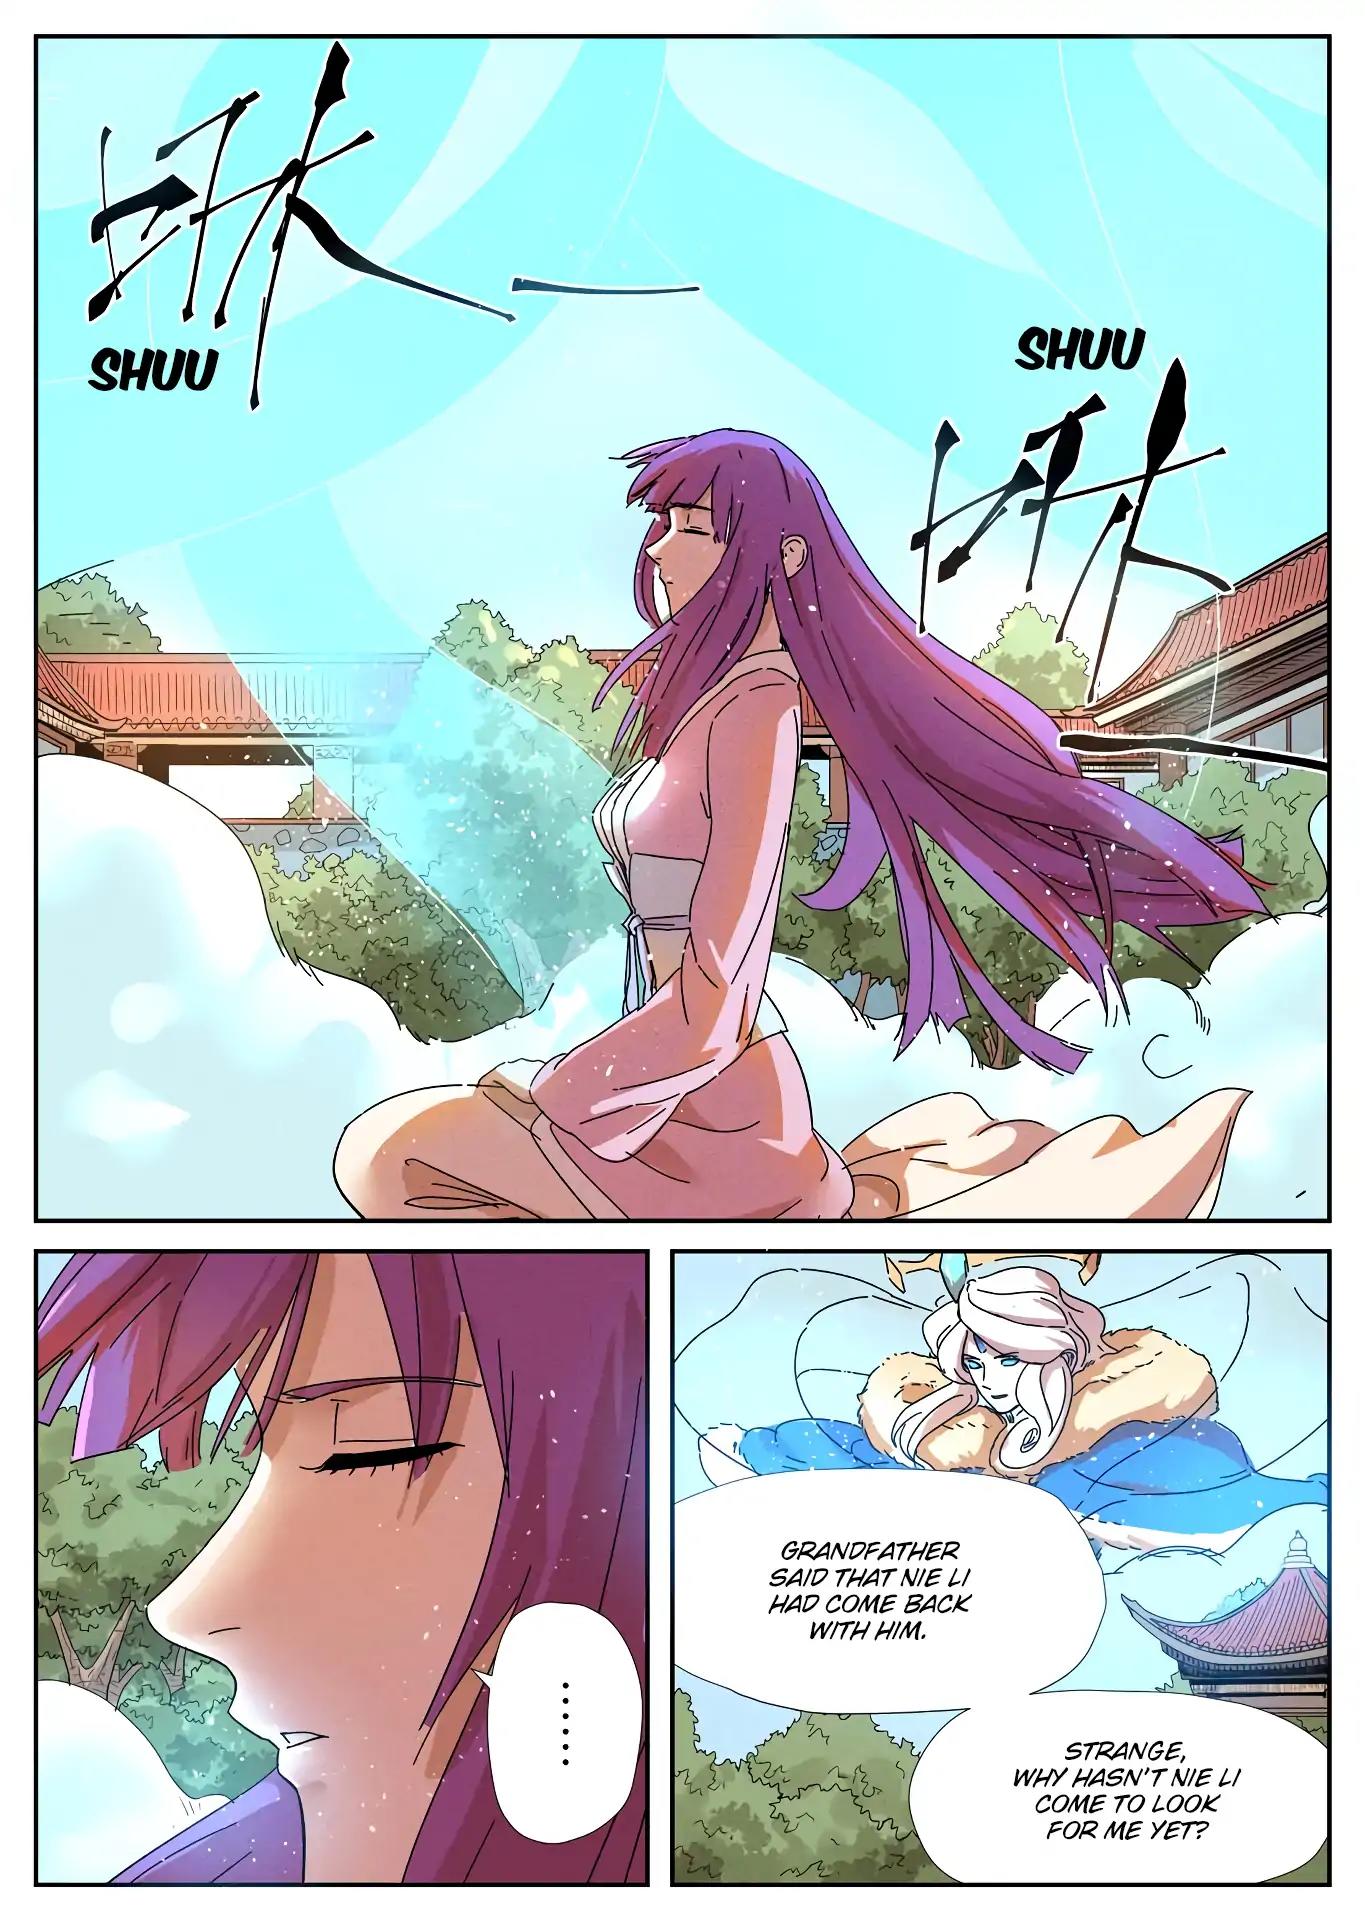 咻—
SHUU
SHUU
咻—
......
GRANDFATHER
SAID THAT NIE LI
HAD COME BACK
WITH HIM.
STRANGE,
WHY HASN'T NIE LI
COME TO LOOK
FOR ME YET?